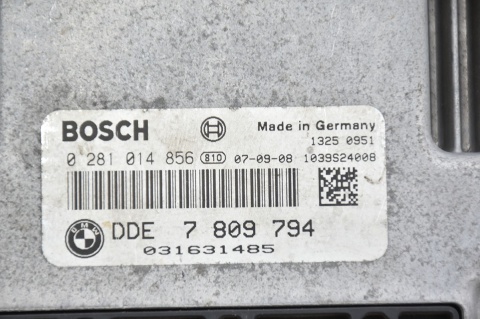 BOSCH Made in Germany
1325 0951
0 281 014 856 810 07-09-08 1039S24008
BMW DDE 7 809 794
031631485